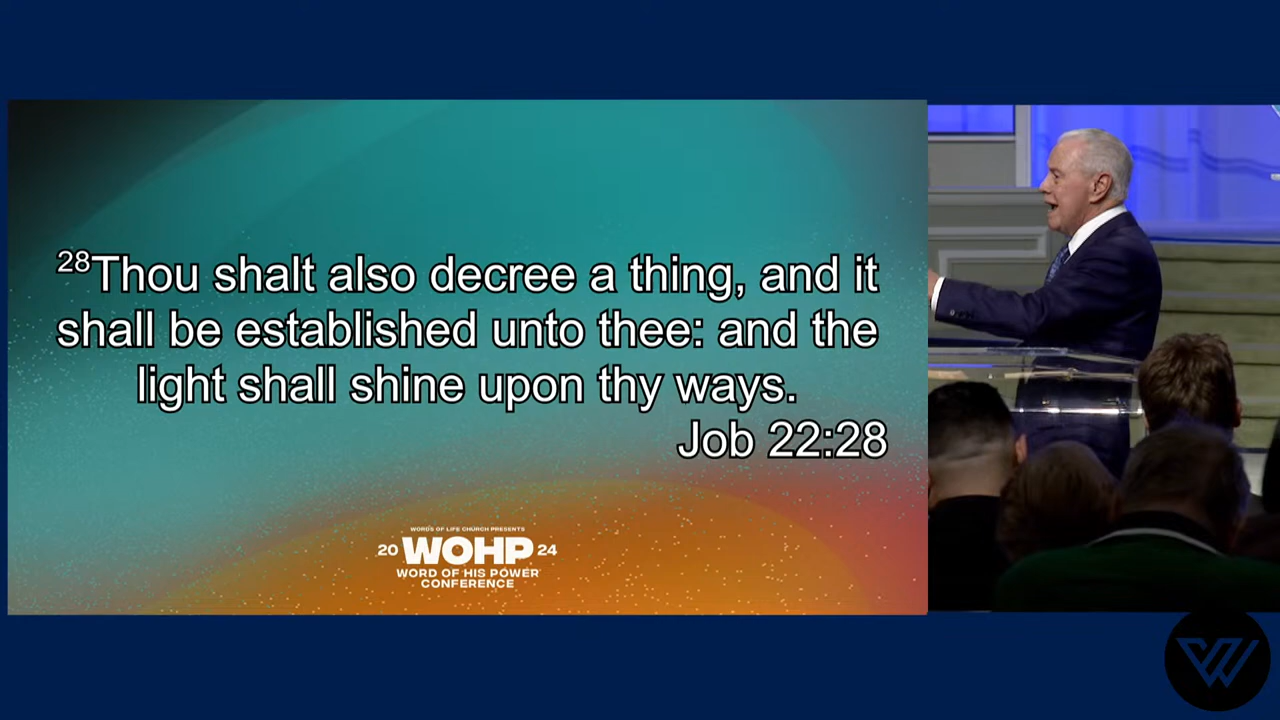 ²⁸Thou shalt also decree a thing, and it
shall be established unto thee: and the
light shall shine upon thy ways.
Job 22:28
WORDS OF LIFE CHURCH PRESENTS
20 WOHP 24
WORD OF HIS POWER
CONFERENCE